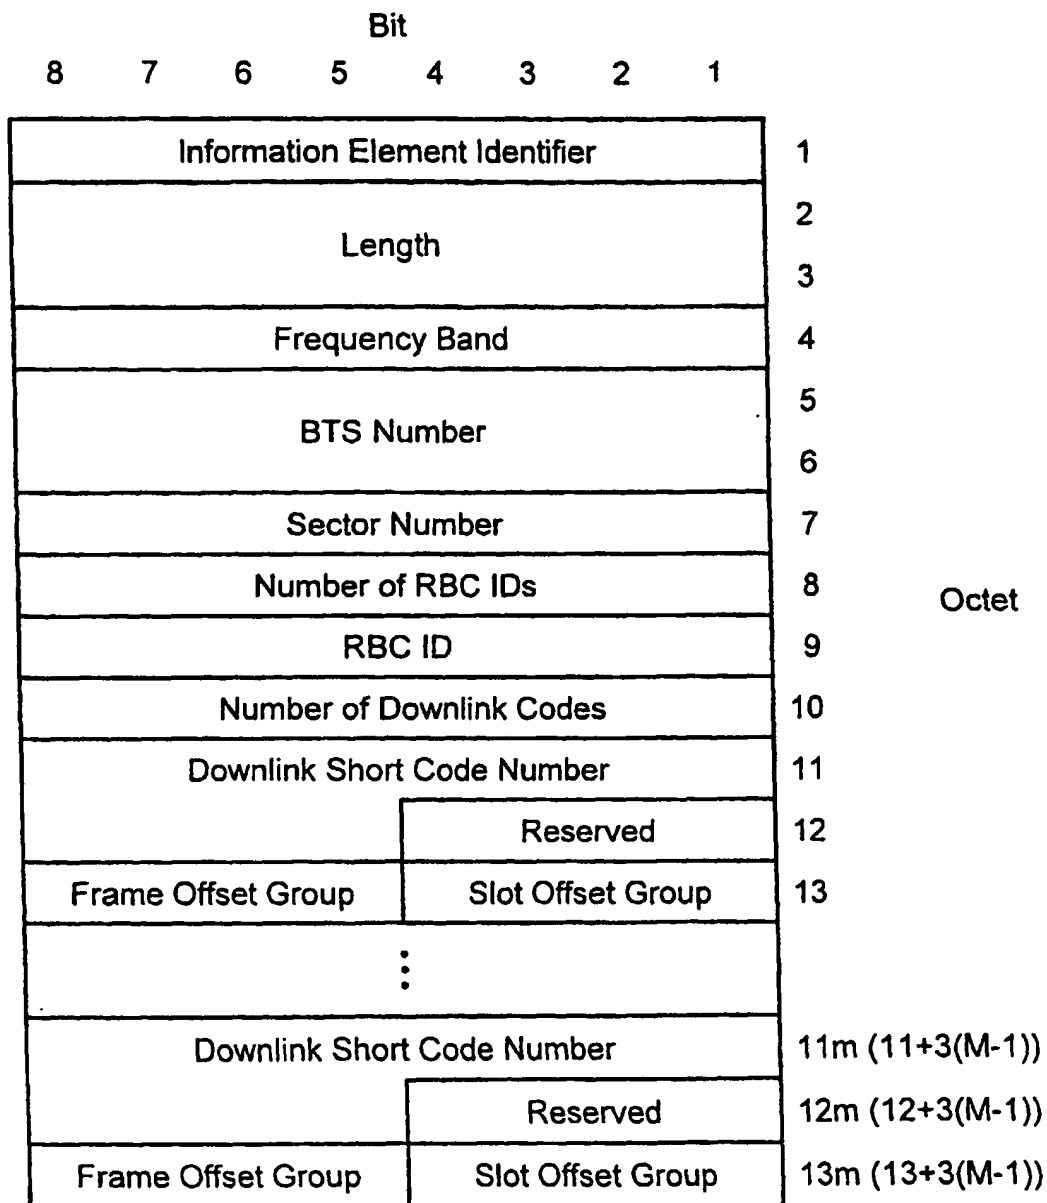 Bit
8 7 6 5 4 3 2 1
Information Element Identifier 1
2
Length
3
Frequency Band 4
5
BTS Number
6
Sector Number 7
Number of RBC IDs 8
Octet
RBC ID 9
Number of Downlink Codes 10
Downlink Short Code Number 11
Reserved 12
Frame Offset Group Slot Offset Group 13
Downlink Short Code Number 11m (11+3(M-1))
Reserved 12m (12+3(M-1))
Frame Offset Group Slot Offset Group 13m (13+3(M-1))